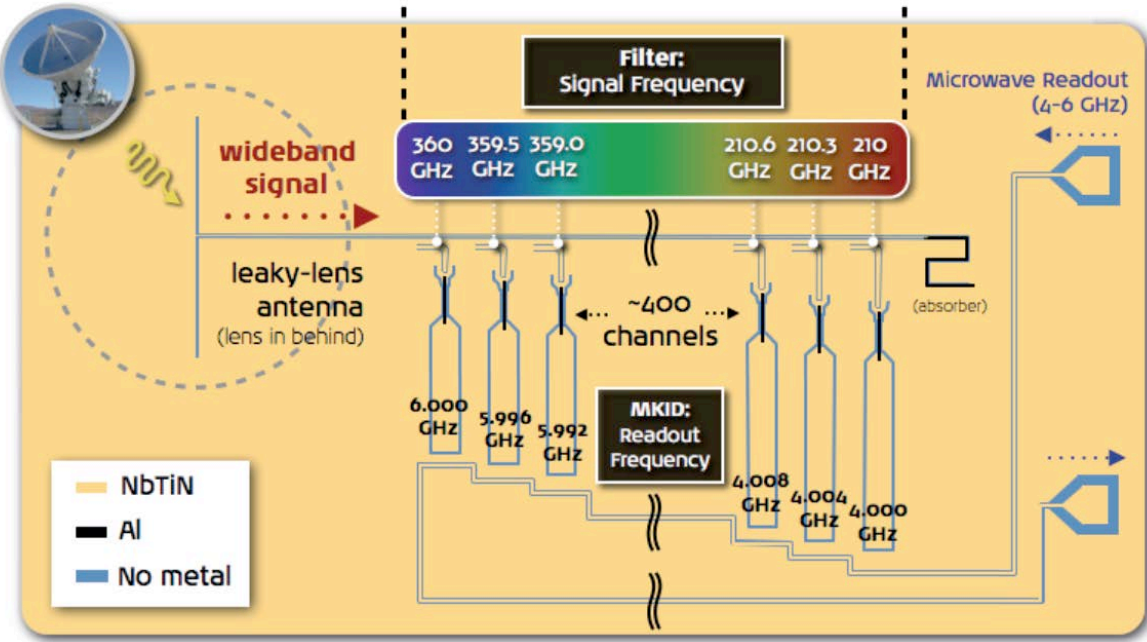 Filter:
Signal Frequency
Microwave Readout
(4-6 GHz)
360 GHz
359.5 GHz
359.0 GHz
210.6 GHz
210.3 GHz
210 GHz
wideband
signal
leaky-lens
antenna
(lens in behind)
~400
channels
(absorber)
6.000 GHz
5.996 GHz
5.992 GHz
MKID:
Readout
Frequency
4.008 GHz
4.004 GHz
4.000 GHz
NbTiN
Al
No metal